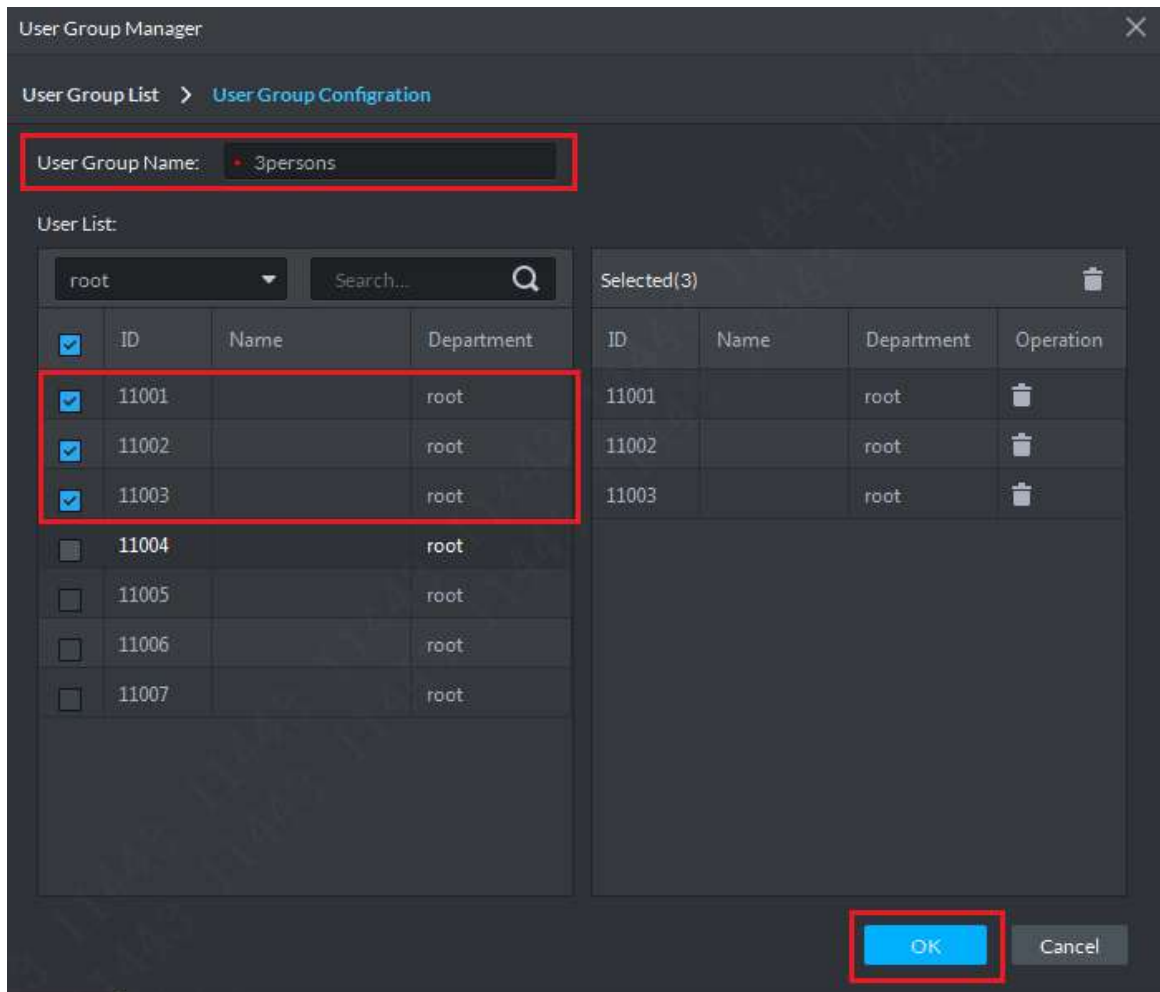 User Group Manager
User Group List > User Group Configration
User Group Name: • 3persons
User List:
root Search... Selected(3)
ID Name Department ID Name Department Operation
11001 root 11001 root
11002 root 11002 root
11003 root 11003 root
11004 root
11005 root
11006 root
11007 root
OK Cancel